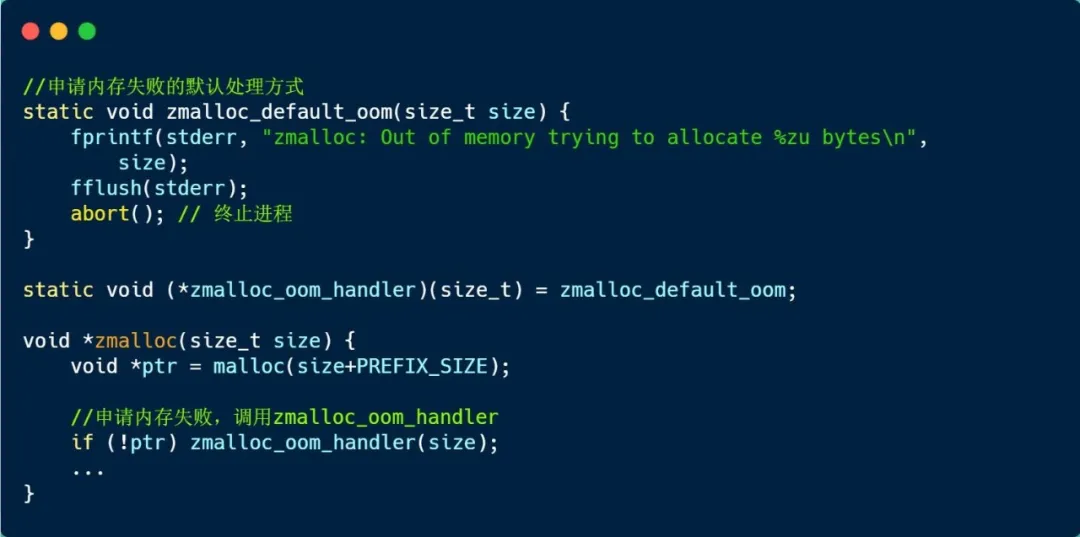 //申请内存失败的默认处理方式
static void zmalloc_default_oom(size_t size) {
    fprintf(stderr, "zmalloc: Out of memory trying to allocate %zu bytes\n",
        size);
    fflush(stderr);
    abort(); // 终止进程
}
static void (*zmalloc_oom_handler)(size_t) = zmalloc_default_oom;
void *zmalloc(size_t size) {
    void *ptr = malloc(size+PREFIX_SIZE);
    //申请内存失败，调用zmalloc_oom_handler
    if (!ptr) zmalloc_oom_handler(size);
    ...
}